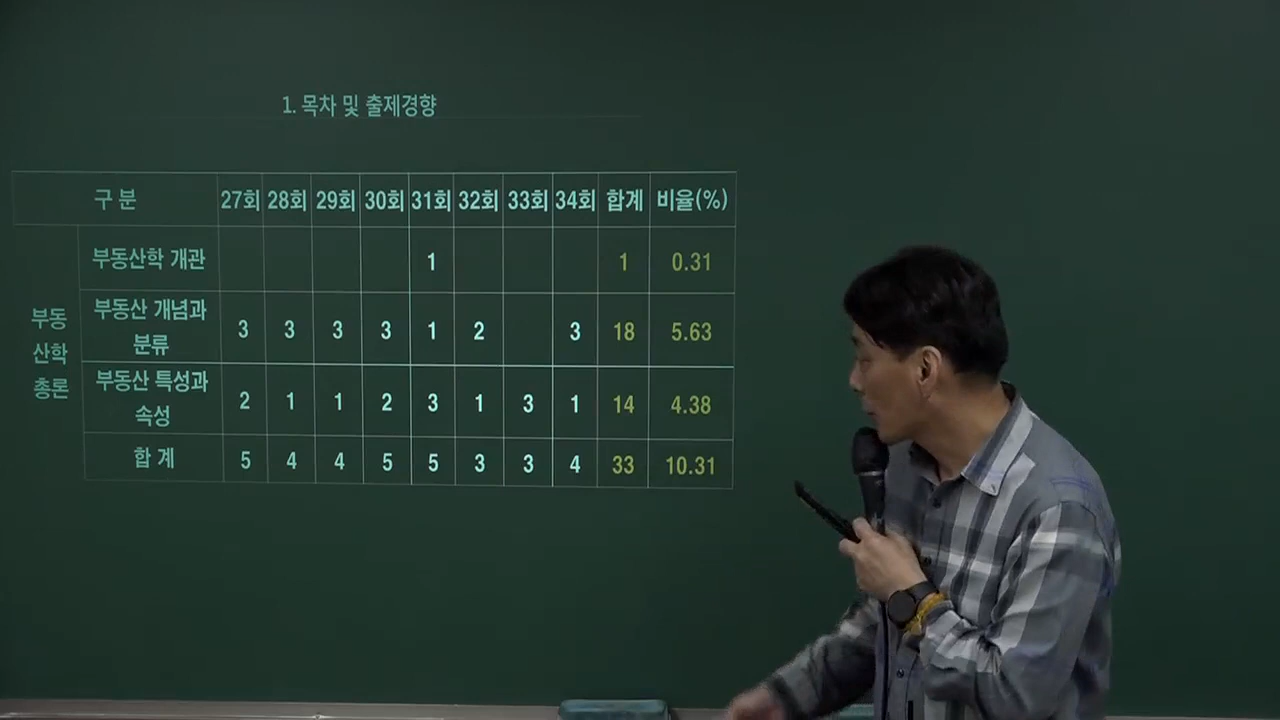 1. 목차 및 출제경향
구 분 27회 28회 29회 30회 31회 32회 33회 34회 합계 비율(%)
부동산학 개관 1 1 0.31
부동산 개념과
분류 3 3 3 3 1 2 3 18 5.63
부동
산학
총론
부동산 특성과
속성 2 1 1 2 3 1 3 1 14 4.38
합 계 5 4 4 5 5 3 3 4 33 10.31